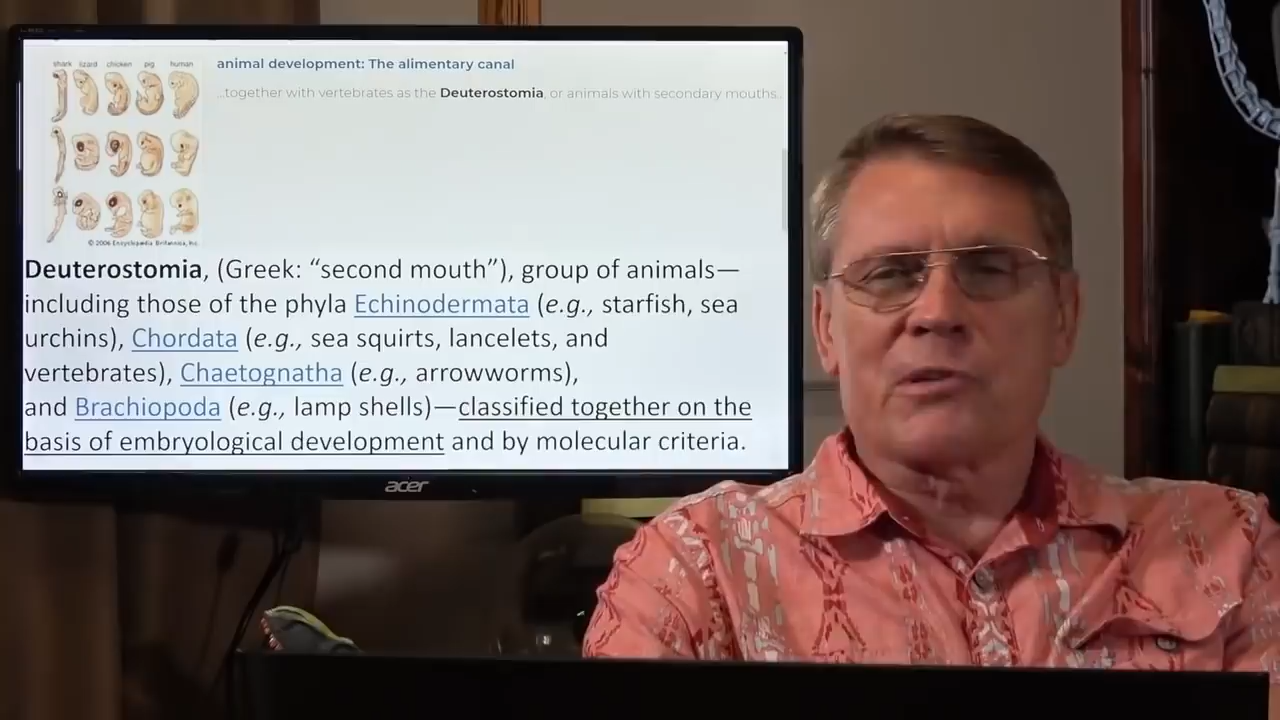 shark lizard chicken pig human
animal development: The alimentary canal
...together with vertebrates as the Deuterostomia, or animals with secondary mouths...
© 2006 Encyclopædia Britannica, Inc.
Deuterostomia, (Greek: “second mouth”), group of animals—
including those of the phyla Echinodermata (e.g., starfish, sea
urchins), Chordata (e.g., sea squirts, lancelets, and
vertebrates), Chaetognatha (e.g., arrowworms),
and Brachiopoda (e.g., lamp shells)—classified together on the
basis of embryological development and by molecular criteria.
acer